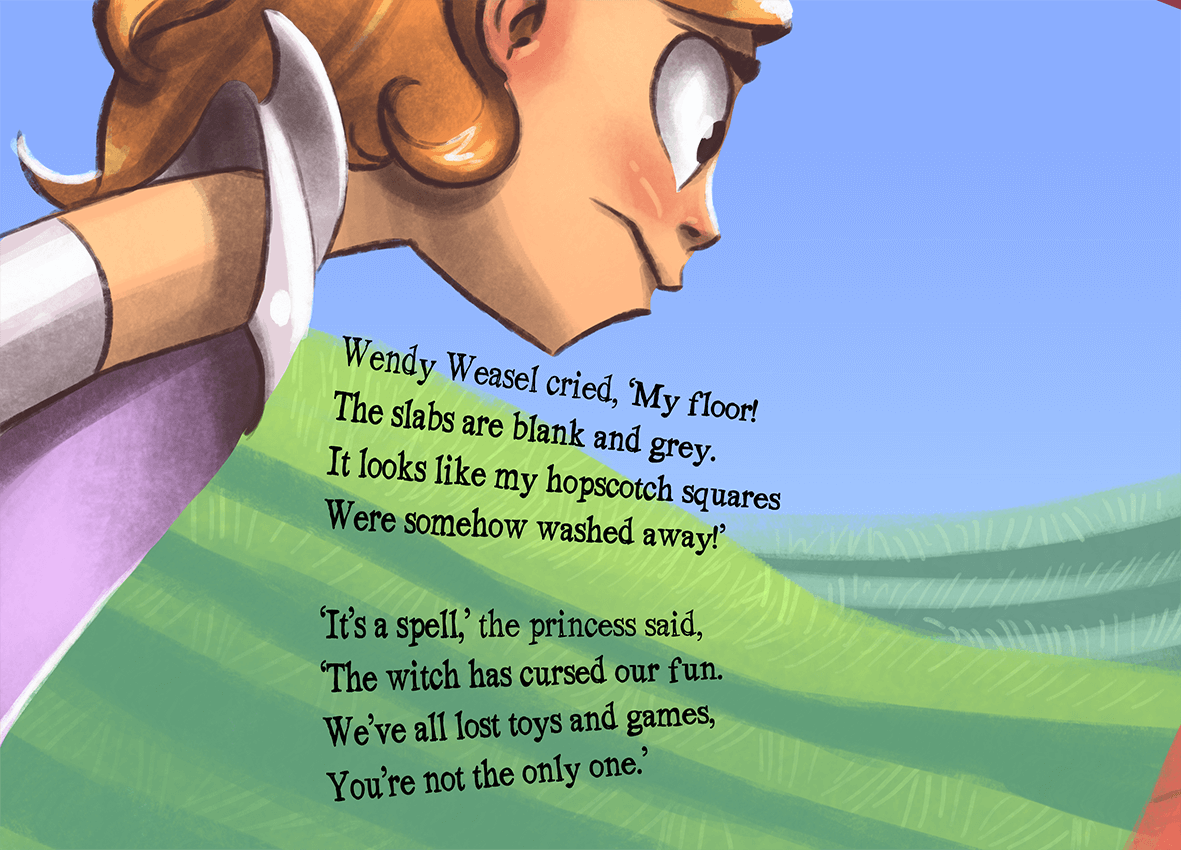 Wendy Weasel cried, ‘My floor!
The slabs are blank and grey.
It looks like my hopscotch squares
Were somehow washed away!’
‘It’s a spell,’ the princess said,
‘The witch has cursed our fun.
We’ve all lost toys and games,
You’re not the only one.’